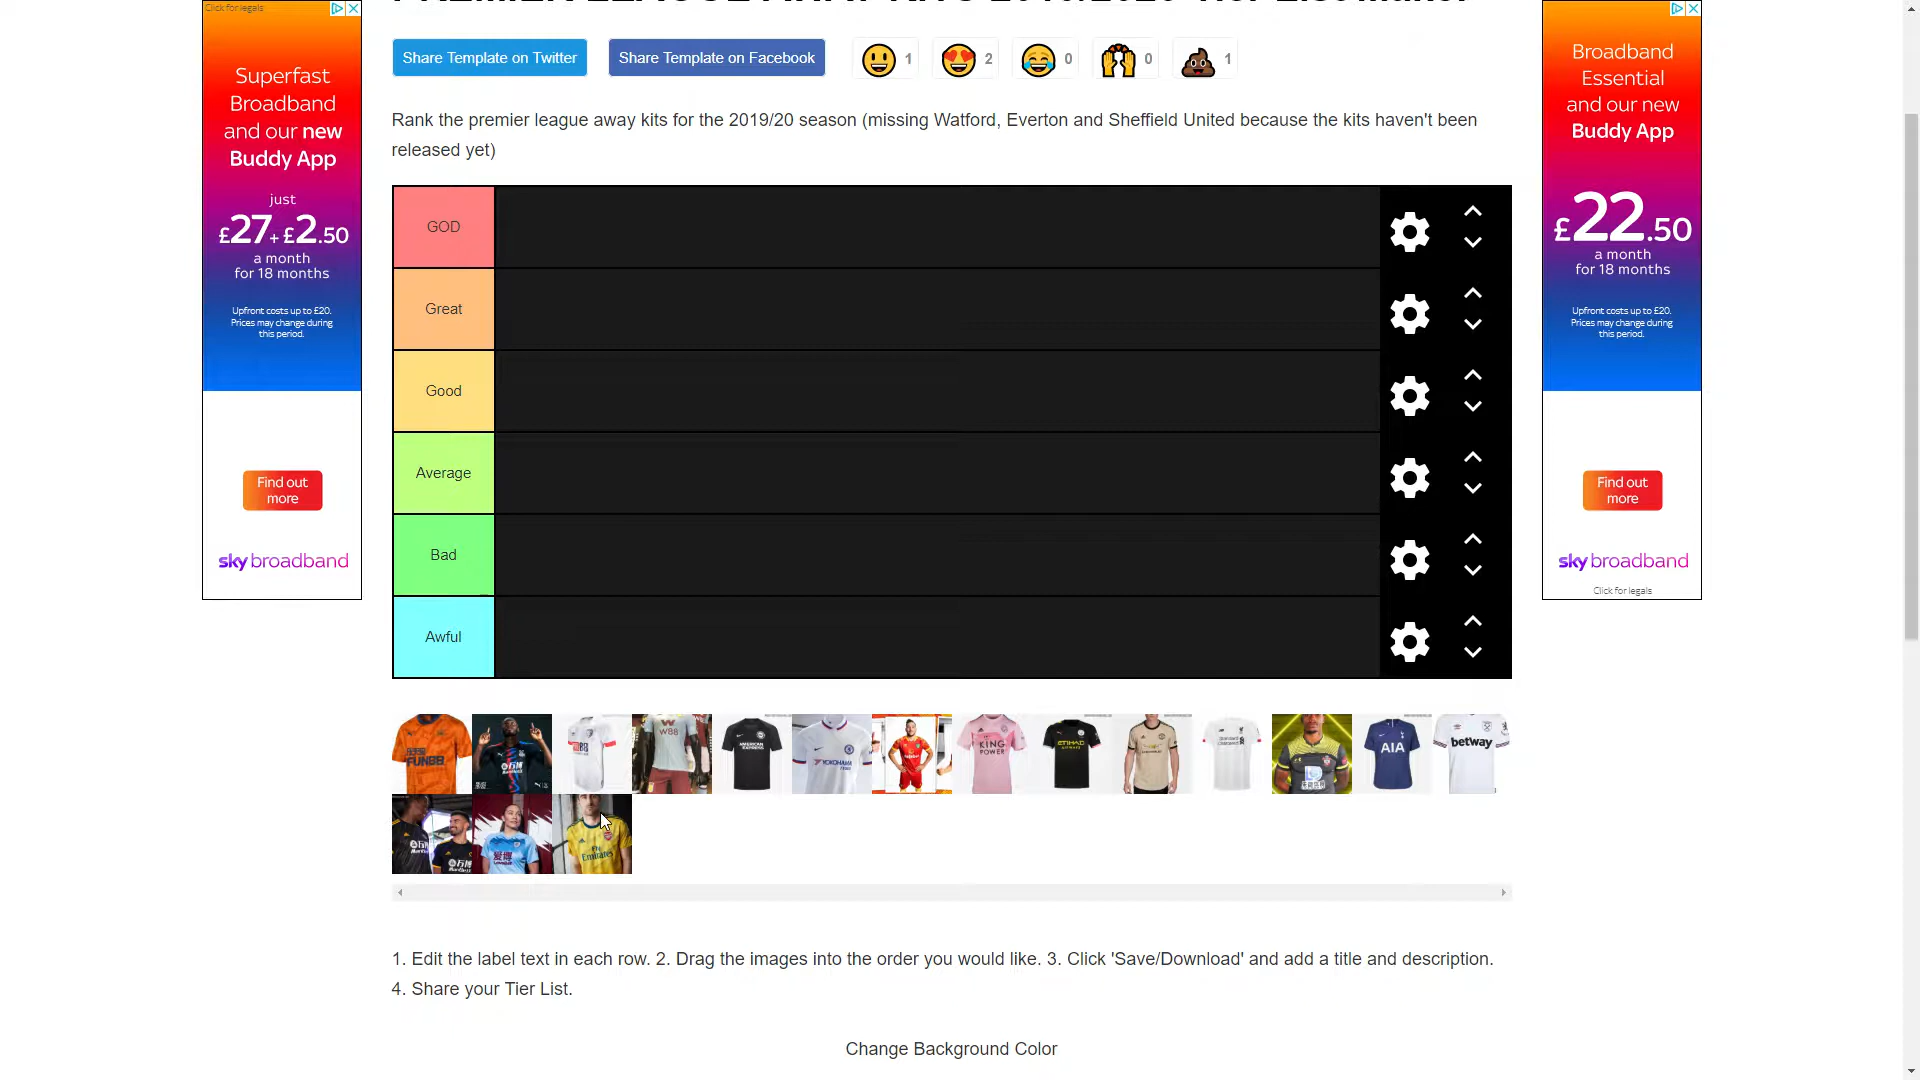 Click for legals
Superfast
Broadband
and our new
Buddy App
just
£27+£2.50
a month
for 18 months
Upfront costs up to £20.
Prices may change during
this period.
Find out
more
sky broadband
Share Template on Twitter
Share Template on Facebook
1
2
0
0
1
Rank the premier league away kits for the 2019/20 season (missing Watford, Everton and Sheffield United because the kits haven't been
released yet)
GOD
Great
Good
Average
Bad
Awful
FUN88
W88
AMERICAN
EXPRESS
YOKOHAMA
KING
POWER
ETIHAD
AIRWAYS
AIA
betway
爱博
Emirates
1. Edit the label text in each row. 2. Drag the images into the order you would like. 3. Click 'Save/Download' and add a title and description.
4. Share your Tier List.
Change Background Color
Broadband
Essential
and our new
Buddy App
£22.50
a month
for 18 months
Upfront costs up to £20.
Prices may change during
this period.
Find out
more
sky broadband
Click for legals